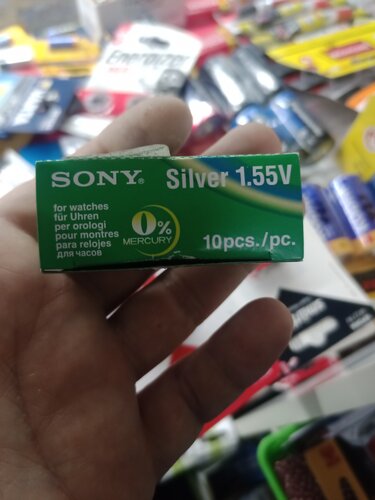 Energizer
SONY
SONY® Silver 1.55V
for watches
für Uhren
per orologi
pour montres
para relojes
для часов
0%
MERCURY
10pcs./pc.